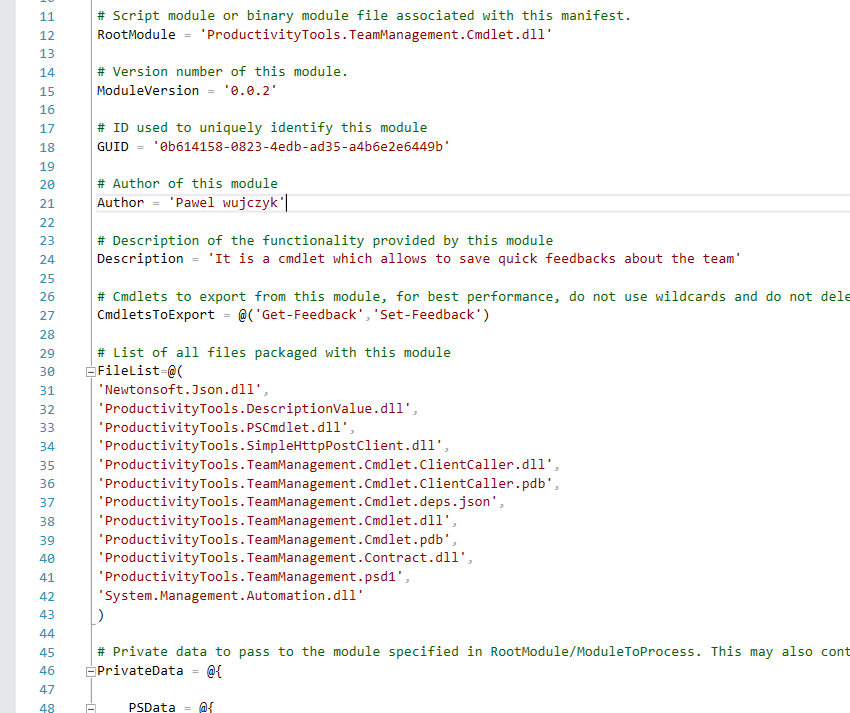 11 # Script module or binary module file associated with this manifest.
12 RootModule = 'ProductivityTools.TeamManagement.Cmdlet.dll'
13
14 # Version number of this module.
15 ModuleVersion = '0.0.2'
16
17 # ID used to uniquely identify this module
18 GUID = '0b614158-0823-4edb-ad35-a4b6e2e6449b'
19
20 # Author of this module
21 Author = 'Pawel wujczyk'
22
23 # Description of the functionality provided by this module
24 Description = 'It is a cmdlet which allows to save quick feedbacks about the team'
25
26 # Cmdlets to export from this module, for best performance, do not use wildcards and do not dele
27 CmdletsToExport = @('Get-Feedback','Set-Feedback')
28
29 # List of all files packaged with this module
30 FileList=@(
31 'Newtonsoft.Json.dll',
32 'ProductivityTools.DescriptionValue.dll',
33 'ProductivityTools.PSCmdlet.dll',
34 'ProductivityTools.SimpleHttpPostClient.dll',
35 'ProductivityTools.TeamManagement.Cmdlet.ClientCaller.dll',
36 'ProductivityTools.TeamManagement.Cmdlet.ClientCaller.pdb',
37 'ProductivityTools.TeamManagement.Cmdlet.deps.json',
38 'ProductivityTools.TeamManagement.Cmdlet.dll',
39 'ProductivityTools.TeamManagement.Cmdlet.pdb',
40 'ProductivityTools.TeamManagement.Contract.dll',
41 'ProductivityTools.TeamManagement.psd1',
42 'System.Management.Automation.dll'
43 )
44
45 # Private data to pass to the module specified in RootModule/ModuleToProcess. This may also cont
46 PrivateData = @{
47
48 PSData = @{